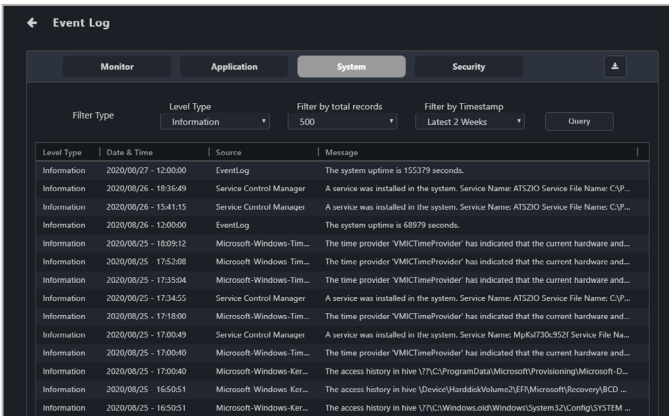 Event Log
Monitor Application System Security
Filter Type
Level Type Filter by total records Filter by Timestamp
Information 500 Latest 2 Weeks Query
Level Type Date & Time Source Message
Information 2020/08/27 - 12:00:00 EventLog The system uptime is 155379 seconds.
Information 2020/08/26 - 18:36:49 Service Control Manager A service was installed in the system. Service Name: ATSZIO Service File Name: C:\P...
Information 2020/08/26 - 15:41:15 Service Control Manager A service was installed in the system. Service Name: ATSZIO Service File Name: C:\P...
Information 2020/08/26 - 12:00:00 EventLog The system uptime is 68979 seconds.
Information 2020/08/25 - 18:09:12 Microsoft-Windows-Tim... The time provider 'VMICTimeProvider' has indicated that the current hardware and...
Information 2020/08/25 - 17:52:08 Microsoft-Windows-Tim... The time provider 'VMICTimeProvider' has indicated that the current hardware and...
Information 2020/08/25 - 17:35:04 Microsoft-Windows-Tim... The time provider 'VMICTimeProvider' has indicated that the current hardware and...
Information 2020/08/25 - 17:34:55 Service Control Manager A service was installed in the system. Service Name: ATSZIO Service File Name: C:\P...
Information 2020/08/25 - 17:18:00 Microsoft-Windows-Tim... The time provider 'VMICTimeProvider' has indicated that the current hardware and...
Information 2020/08/25 - 17:00:49 Service Control Manager A service was installed in the system. Service Name: MpKsl730c952f Service File Na...
Information 2020/08/25 - 17:00:40 Microsoft-Windows-Tim... The time provider 'VMICTimeProvider' has indicated that the current hardware and...
Information 2020/08/25 - 17:00:40 Microsoft-Windows-Ker... The access history in hive \??\C:\ProgramData\Microsoft\Provisioning\Microsoft-D...
Information 2020/08/25 - 16:50:51 Microsoft-Windows-Ker... The access history in hive \Device\HarddiskVolume2\EFI\Microsoft\Recovery\BCD ...
Information 2020/08/25 - 16:50:51 Microsoft-Windows-Ker... The access history in hive \??\C:\Windows.old\Windows\System32\Config\SYSTEM ...